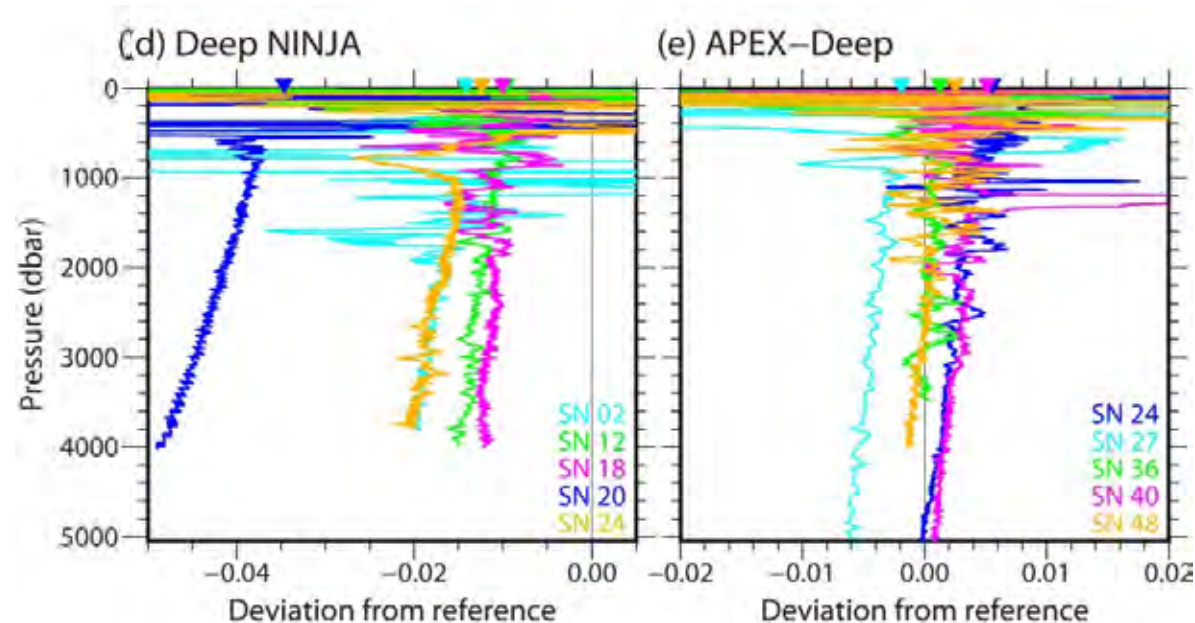 (d) Deep NINJA
(e) APEX–Deep
0
1000
2000
3000
4000
5000
Pressure (dbar)
SN 02
SN 12
SN 18
SN 20
SN 24
SN 24
SN 27
SN 36
SN 40
SN 48
−0.04
−0.02
0.00
−0.02
−0.01
0.00
0.01
0.02
Deviation from reference
Deviation from reference